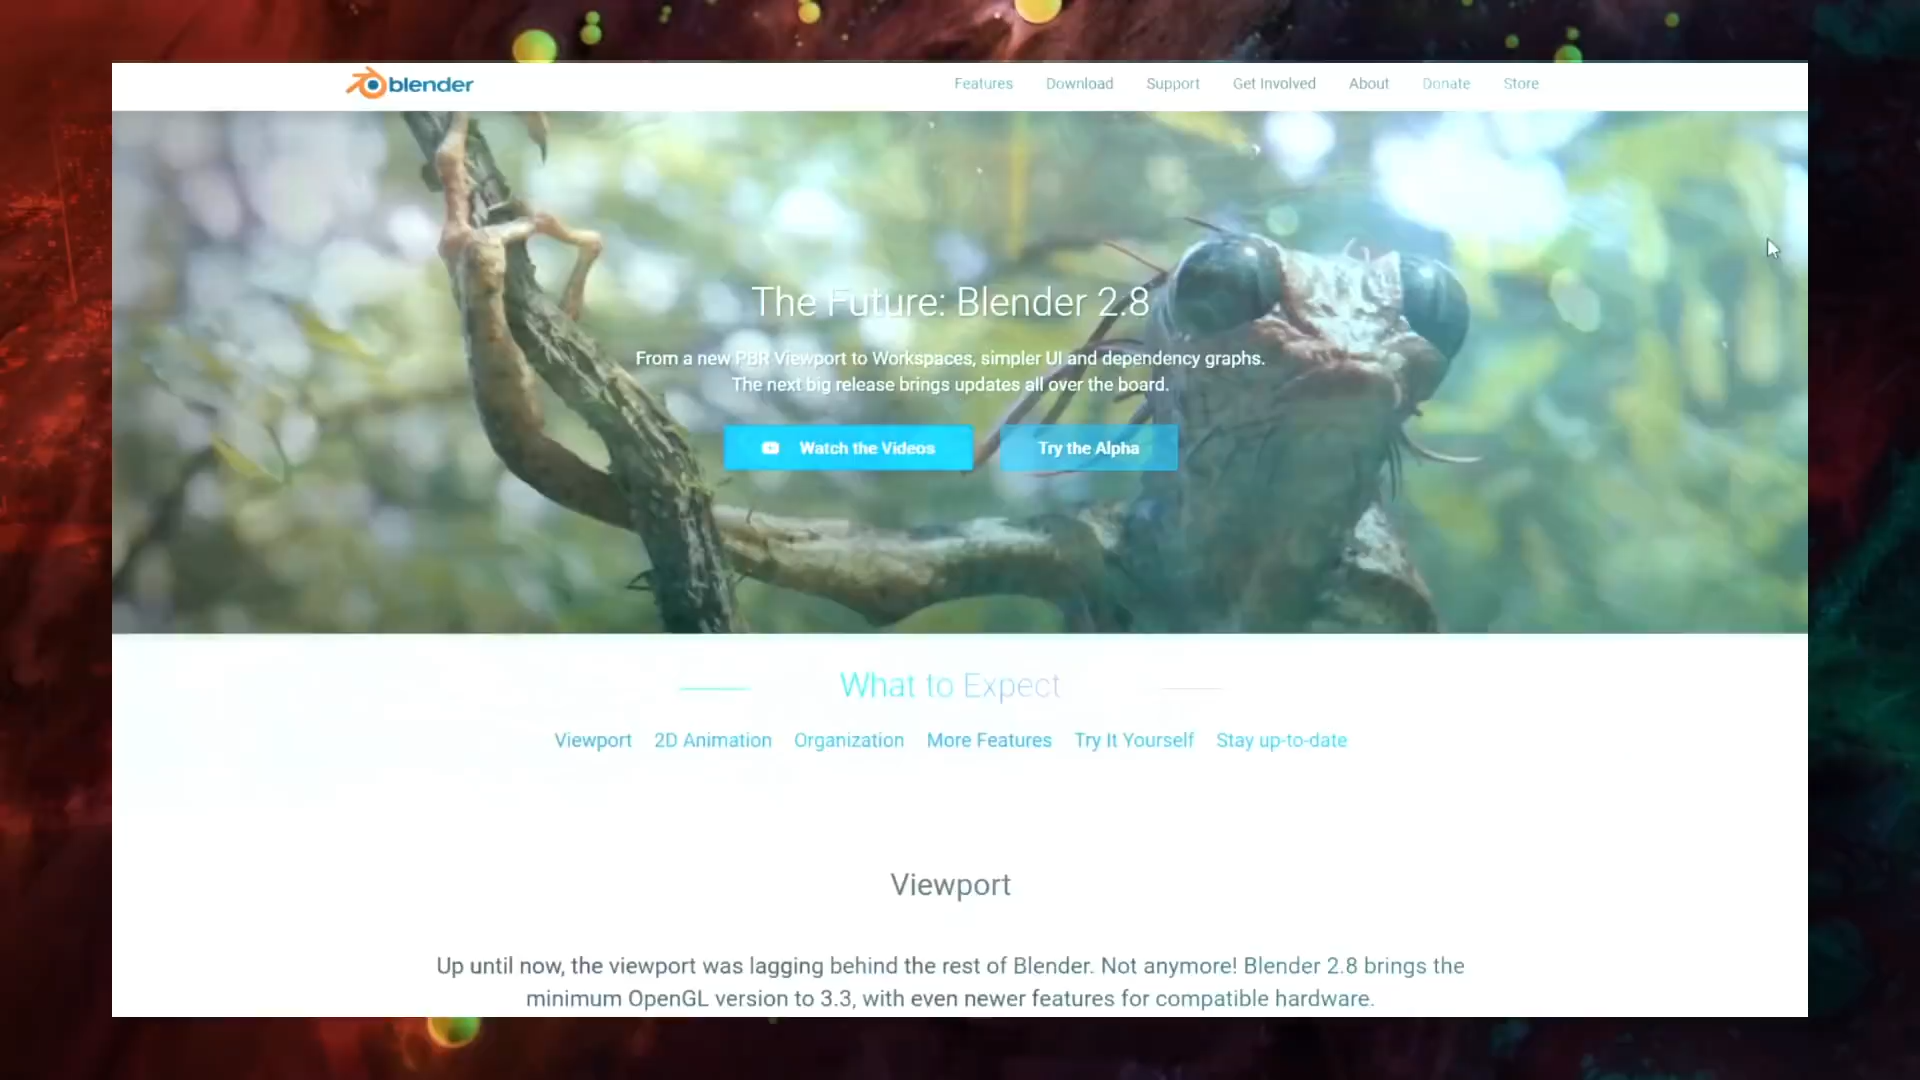 blender
Features Download Support Get Involved About Donate Store
The Future: Blender 2.8
From a new PBR Viewport to Workspaces, simpler UI and dependency graphs.
The next big release brings updates all over the board.
Watch the Videos Try the Alpha
What to Expect
Viewport 2D Animation Organization More Features Try It Yourself Stay up-to-date
Viewport
Up until now, the viewport was lagging behind the rest of Blender. Not anymore! Blender 2.8 brings the
minimum OpenGL version to 3.3, with even newer features for compatible hardware.